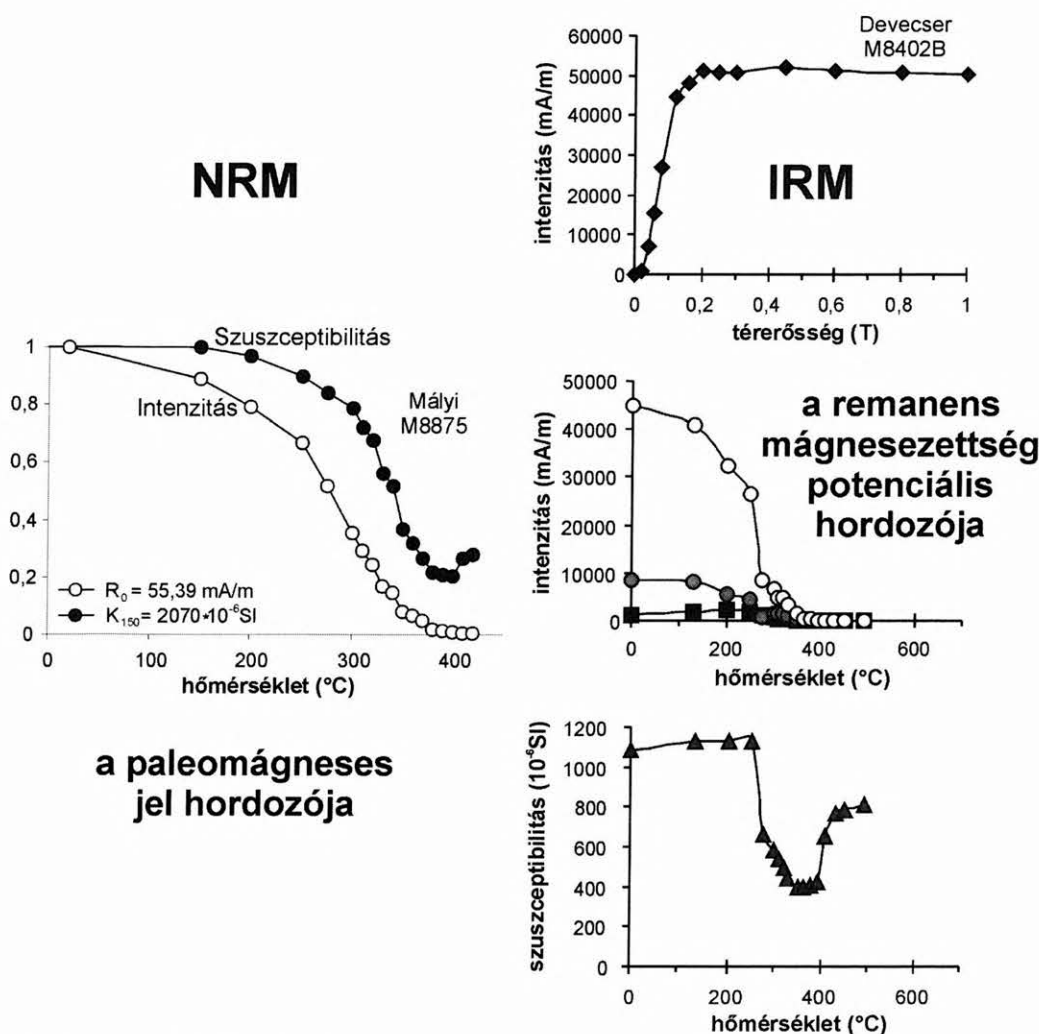 NRM
1
0,8
0,6
0,4
0,2
0
Szuszceptibilitás
Intenzitás
Mályi
M8875
R₀ = 55,39 mA/m
K₁₅₀= 2070*10⁻⁶SI
0 100 200 300 400
hőmérséklet (°C)
a paleomágneses
jel hordozója
60000
50000
40000
30000
20000
10000
0
intenzitás (mA/m)
Devecser
M8402B
IRM
0 0,2 0,4 0,6 0,8 1
térerősség (T)
50000
40000
30000
20000
10000
0
intenzitás (mA/m)
a remanens
mágnesezettség
potenciális
hordozója
0 200 400 600
hőmérséklet (°C)
1200
1000
800
600
400
200
0
szuszceptibilitás (10⁻⁶SI)
0 200 400 600
hőmérséklet (°C)